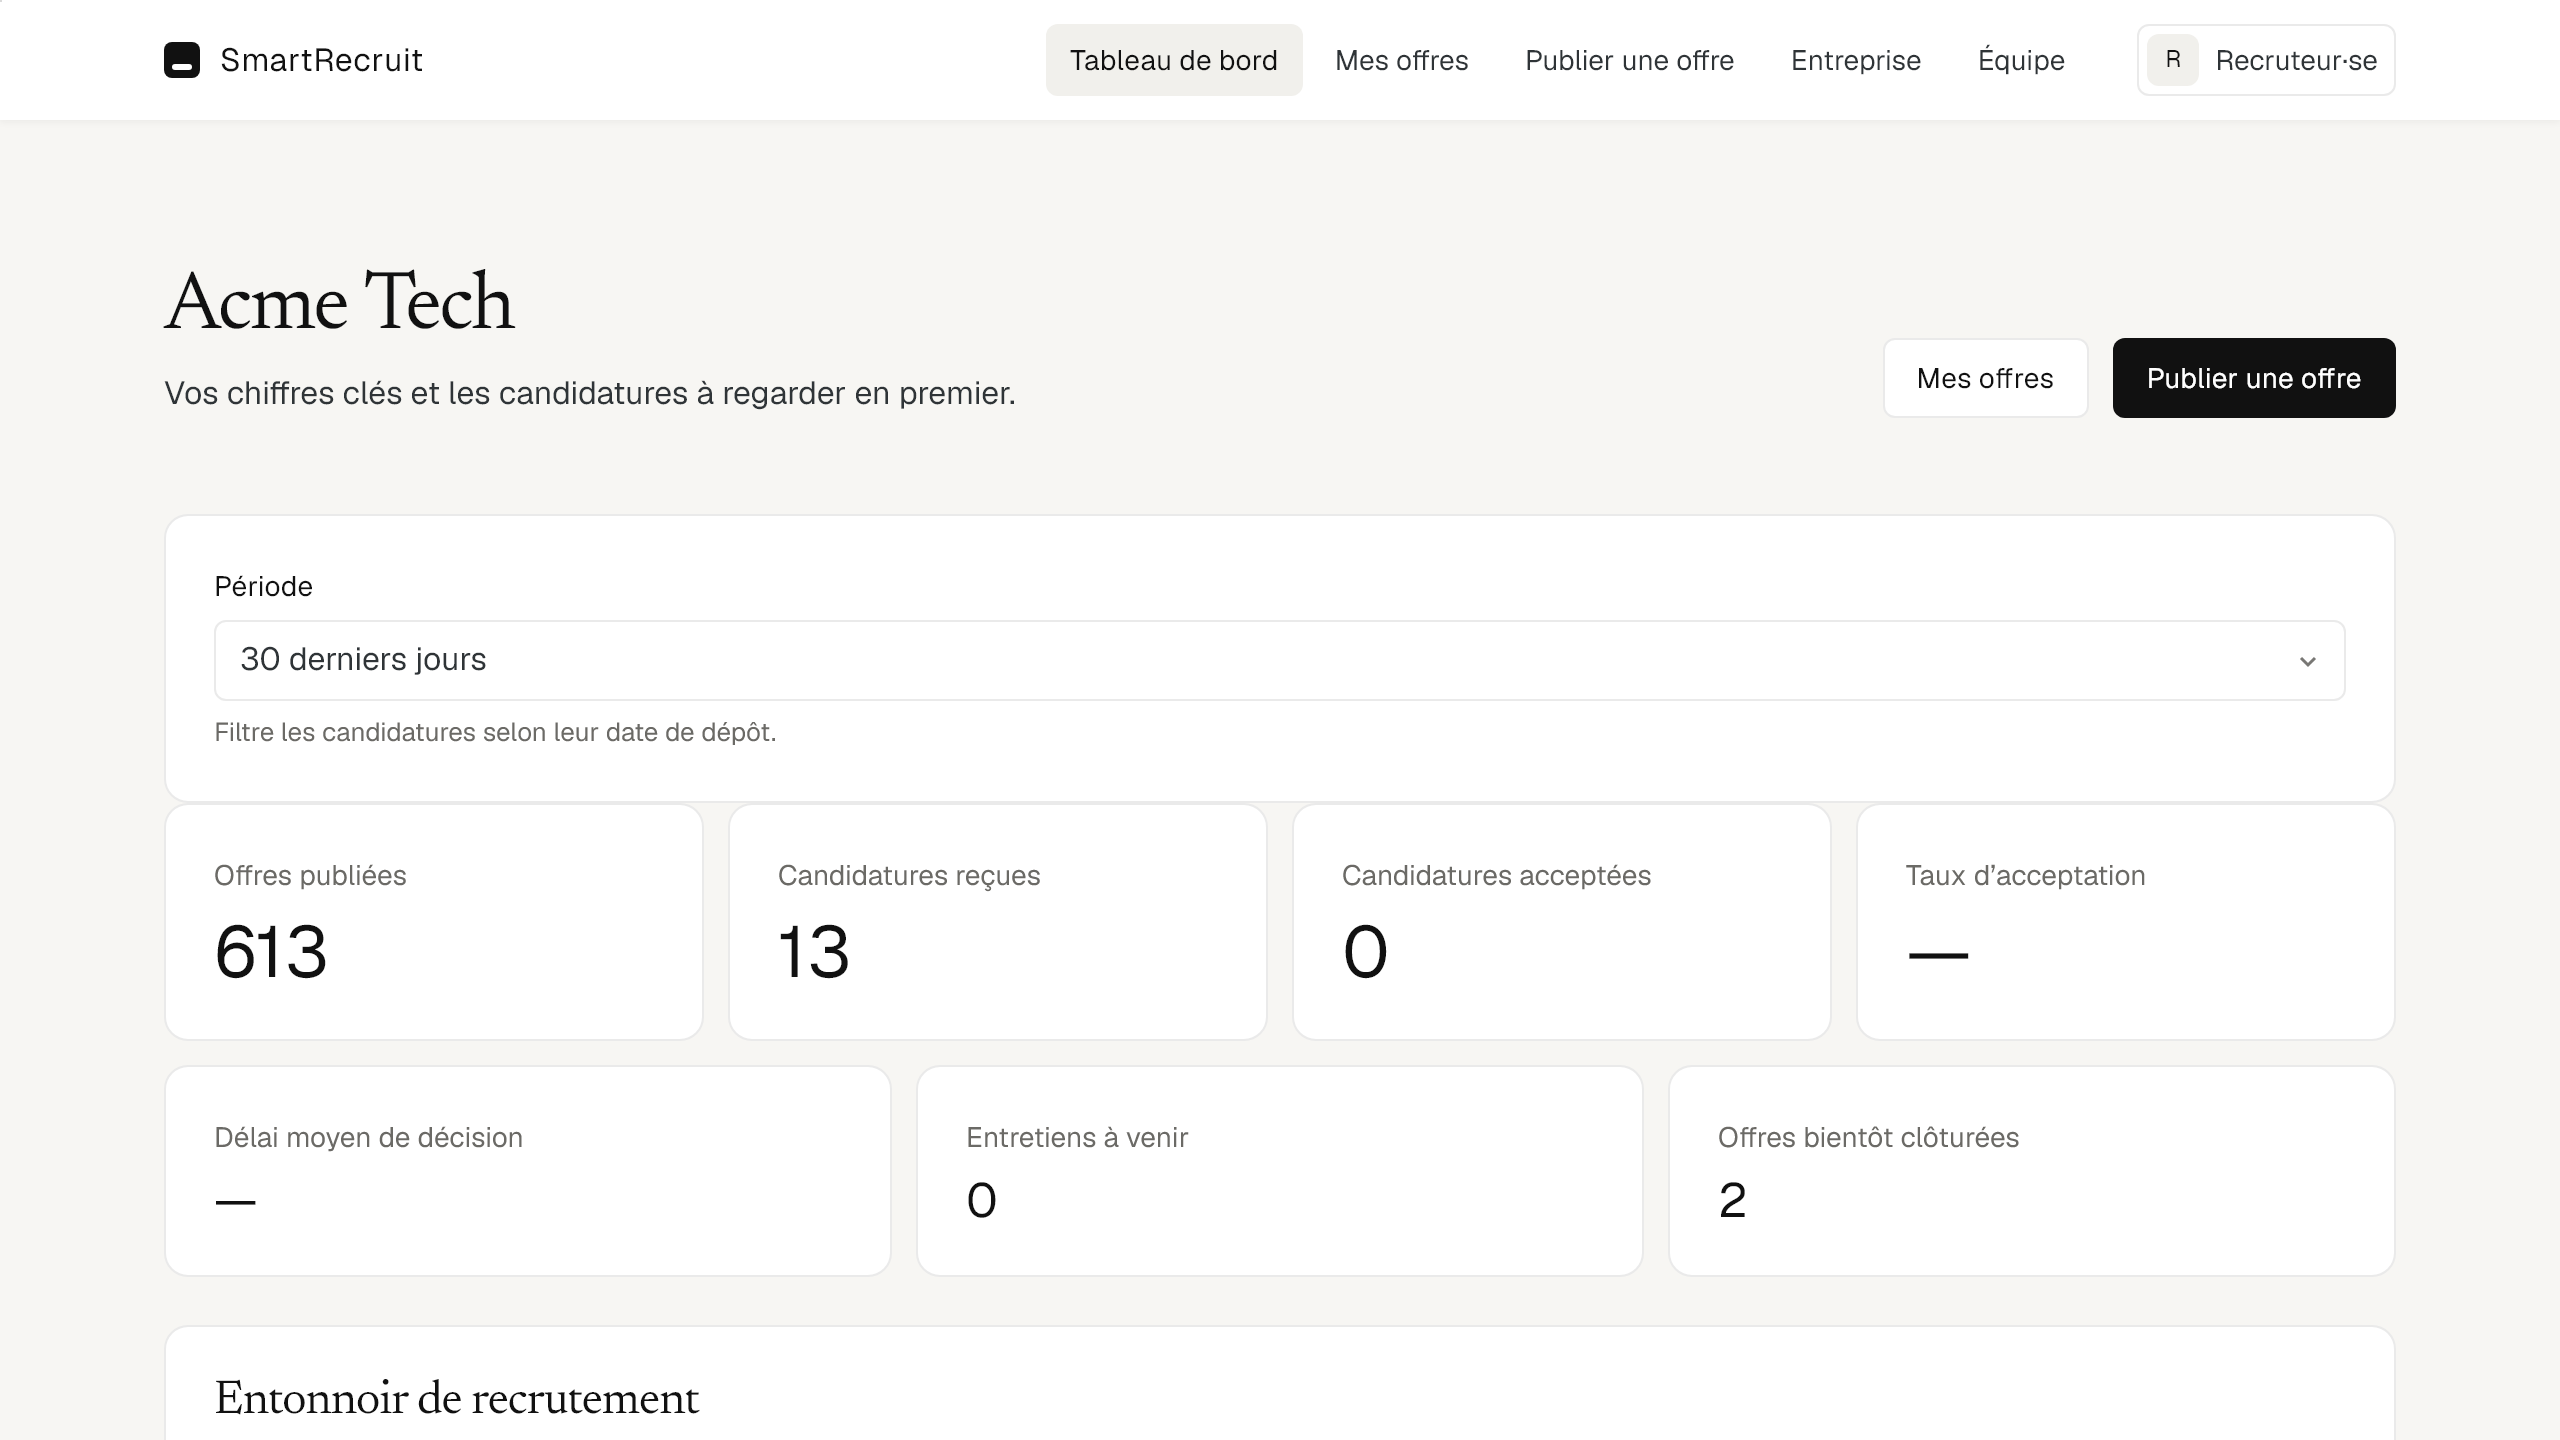 SmartRecruit
Tableau de bord
Mes offres
Publier une offre
Entreprise
Équipe
R
Recruteur·se
Acme Tech
Vos chiffres clés et les candidatures à regarder en premier.
Mes offres
Publier une offre
Période
30 derniers jours
Filtre les candidatures selon leur date de dépôt.
Offres publiées
613
Candidatures reçues
13
Candidatures acceptées
0
Taux d’acceptation
—
Délai moyen de décision
—
Entretiens à venir
0
Offres bientôt clôturées
2
Entonnoir de recrutement